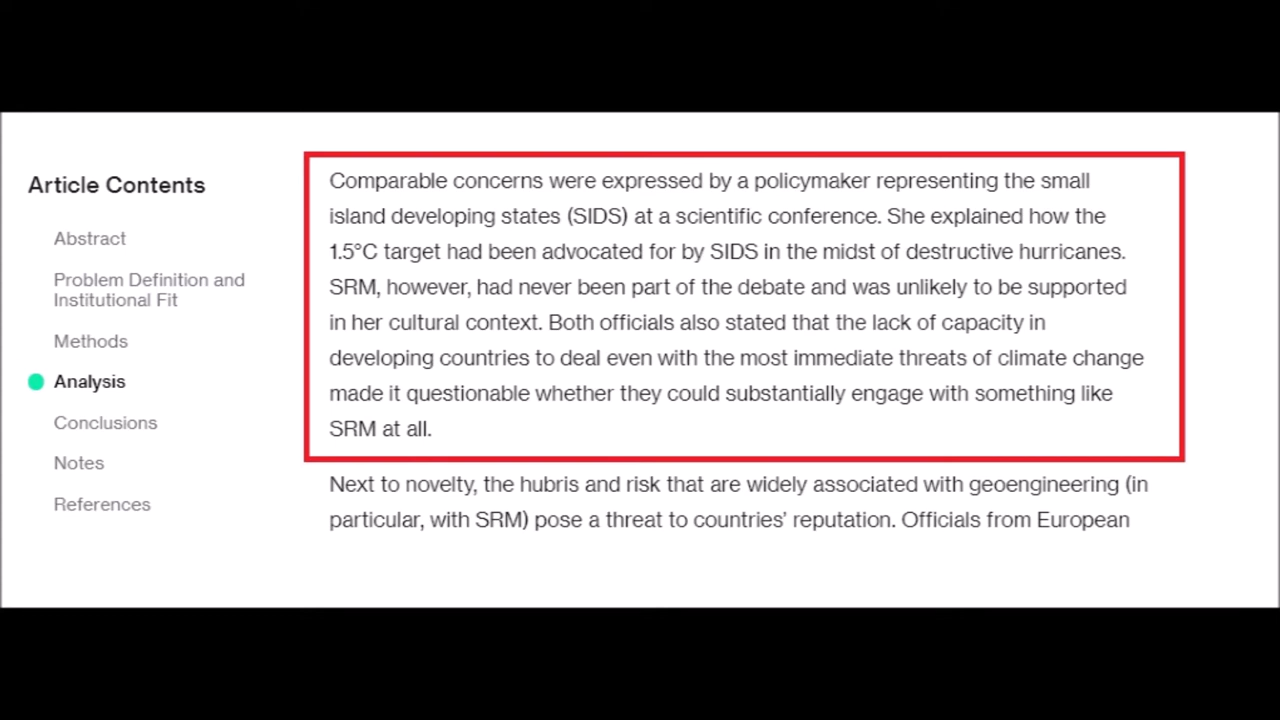 Article Contents
Abstract
Problem Definition and
Institutional Fit
Methods
Analysis
Conclusions
Notes
References
Comparable concerns were expressed by a policymaker representing the small
island developing states (SIDS) at a scientific conference. She explained how the
1.5°C target had been advocated for by SIDS in the midst of destructive hurricanes.
SRM, however, had never been part of the debate and was unlikely to be supported
in her cultural context. Both officials also stated that the lack of capacity in
developing countries to deal even with the most immediate threats of climate change
made it questionable whether they could substantially engage with something like
SRM at all.
Next to novelty, the hubris and risk that are widely associated with geoengineering (in
particular, with SRM) pose a threat to countries’ reputation. Officials from European